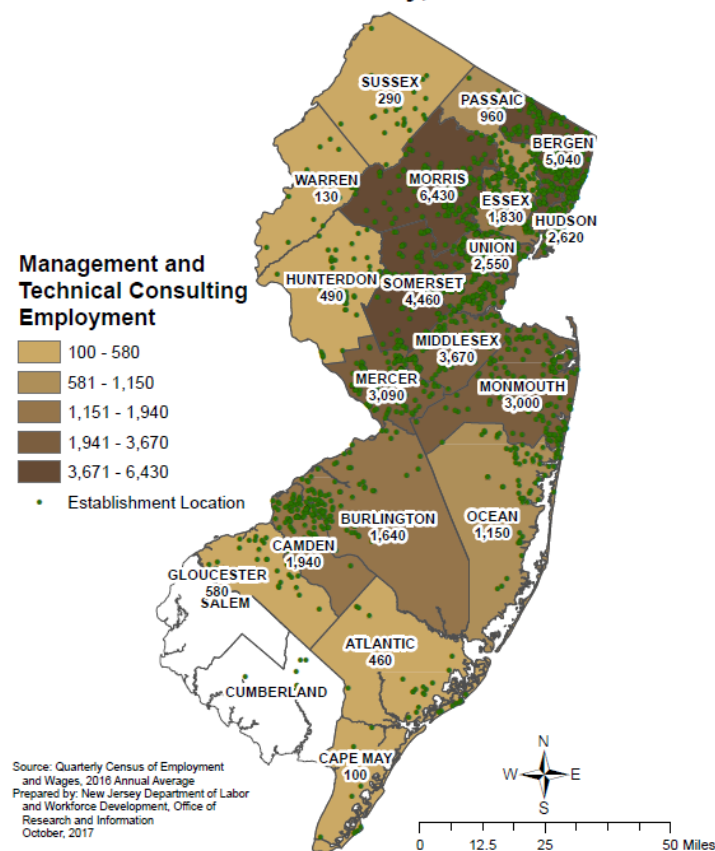 SUSSEX
290
PASSAIC
960
BERGEN
5,040
WARREN
130
MORRIS
6,430
ESSEX
1,830
HUDSON
2,620
UNION
2,550
HUNTERDON
490
SOMERSET
4,460
MIDDLESEX
3,670
MERCER
3,090
MONMOUTH
3,000
Management and
Technical Consulting
Employment
100 - 580
581 - 1,150
1,151 - 1,940
1,941 - 3,670
3,671 - 6,430
Establishment Location
BURLINGTON
1,640
OCEAN
1,150
CAMDEN
1,940
GLOUCESTER
580
SALEM
ATLANTIC
460
CUMBERLAND
CAPE MAY
100
Source: Quarterly Census of Employment
and Wages, 2016 Annual Average
Prepared by: New Jersey Department of Labor
and Workforce Development, Office of
Research and Information
October, 2017
N
W E
S
0 12.5 25 50 Miles